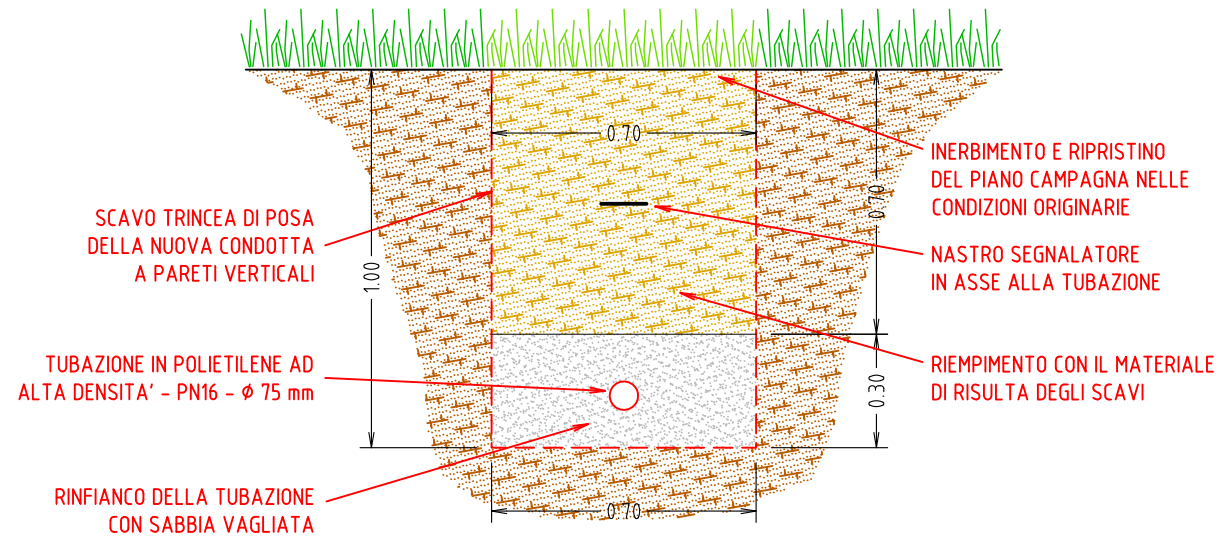 0.70
INERBIMENTO E RIPRISTINO
DEL PIANO CAMPAGNA NELLE
CONDIZIONI ORIGINARIE
0.70
SCAVO TRINCEA DI POSA
DELLA NUOVA CONDOTTA
A PARETI VERTICALI
1.00
NASTRO SEGNALATORE
IN ASSE ALLA TUBAZIONE
TUBAZIONE IN POLIETILENE AD
ALTA DENSITA' - PN16 - Ø 75 mm
RIEMPIMENTO CON IL MATERIALE
DI RISULTA DEGLI SCAVI
0.30
RINFIANCO DELLA TUBAZIONE
CON SABBIA VAGLIATA
0.70